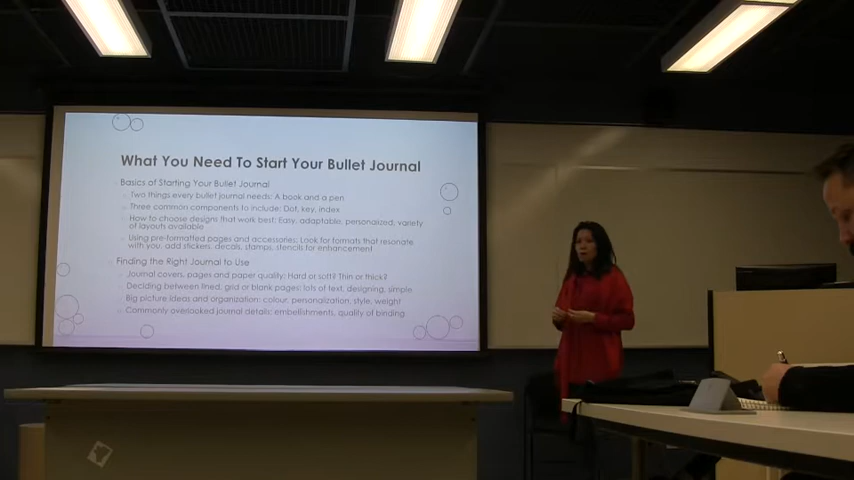 What You Need To Start Your Bullet Journal
Basics of Starting Your Bullet Journal
Two things every bullet journal needs: A book and a pen
Three common components to include: Dot, key, index
How to choose designs that work best: Easy, adaptable, personalized, variety
of layouts available
Using pre-formatted pages and accessories: Look for formats that resonate
with you, add stickers, decals, stamps, stencils for enhancement
Finding the Right Journal to Use
Journal covers, pages and paper quality: Hard or soft? Thin or thick?
Deciding between lined, grid or blank pages: lots of text, designing, simple
Big picture ideas and organization: colour, personalization, style, weight
Commonly overlooked journal details: embellishments, quality of binding